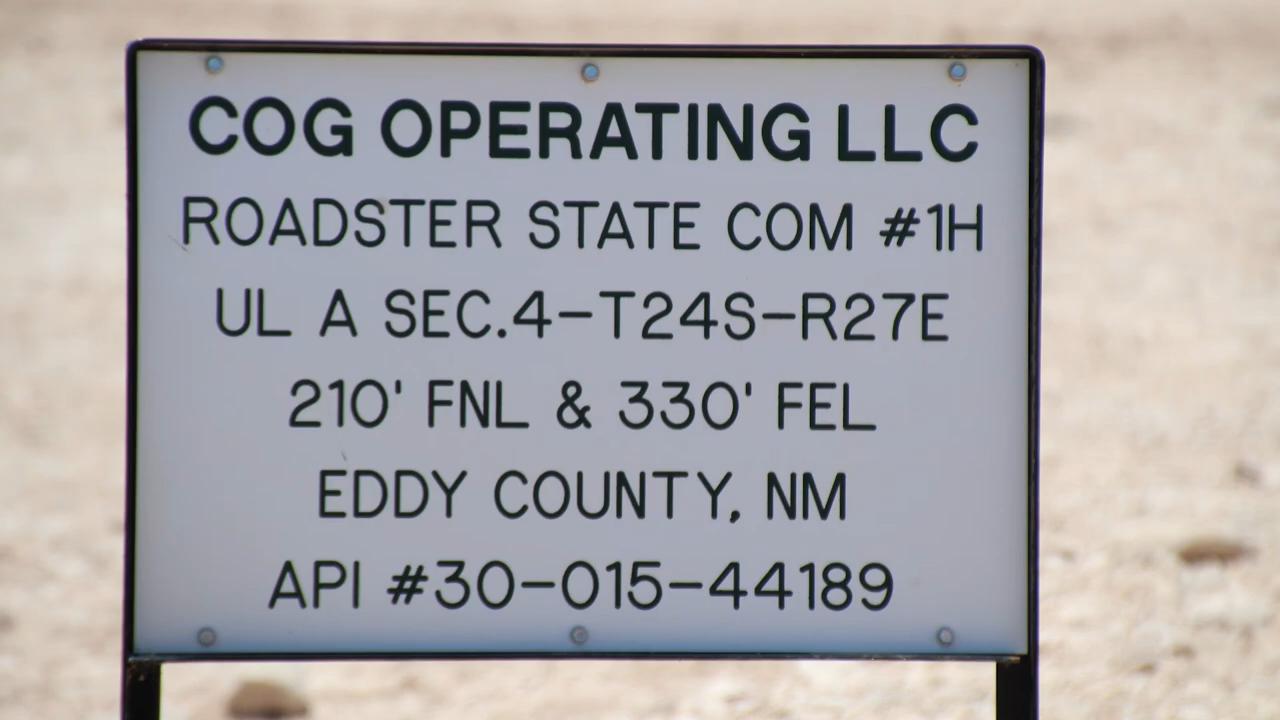 COG OPERATING LLC
ROADSTER STATE COM #1H
UL A SEC.4-T24S-R27E
210' FNL & 330' FEL
EDDY COUNTY, NM
API #30-015-44189